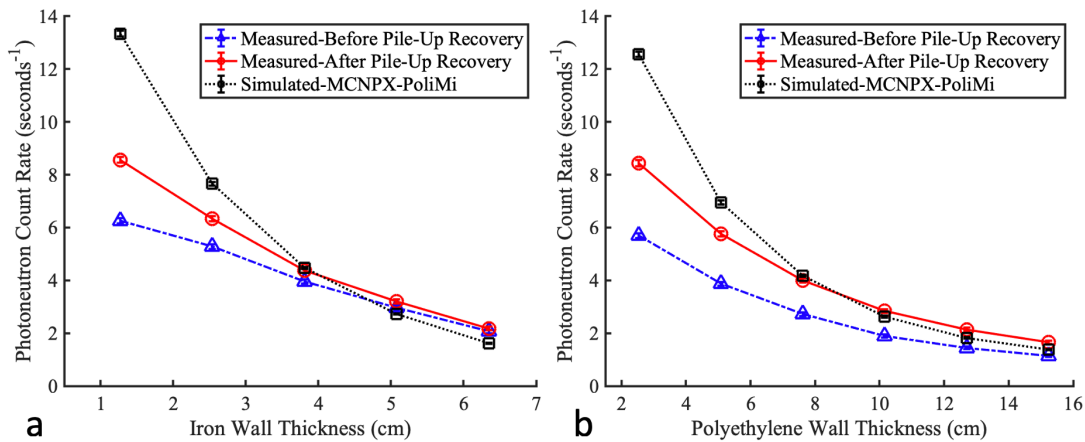 14
12
10
8
6
4
2
0
Photoneutron Count Rate (seconds⁻¹)
Measured-Before Pile-Up Recovery
Measured-After Pile-Up Recovery
Simulated-MCNPX-PoliMi
1 2 3 4 5 6 7
a
Iron Wall Thickness (cm)
14
12
10
8
6
4
2
0
Photoneutron Count Rate (seconds⁻¹)
Measured-Before Pile-Up Recovery
Measured-After Pile-Up Recovery
Simulated-MCNPX-PoliMi
2 4 6 8 10 12 14 16
b
Polyethylene Wall Thickness (cm)